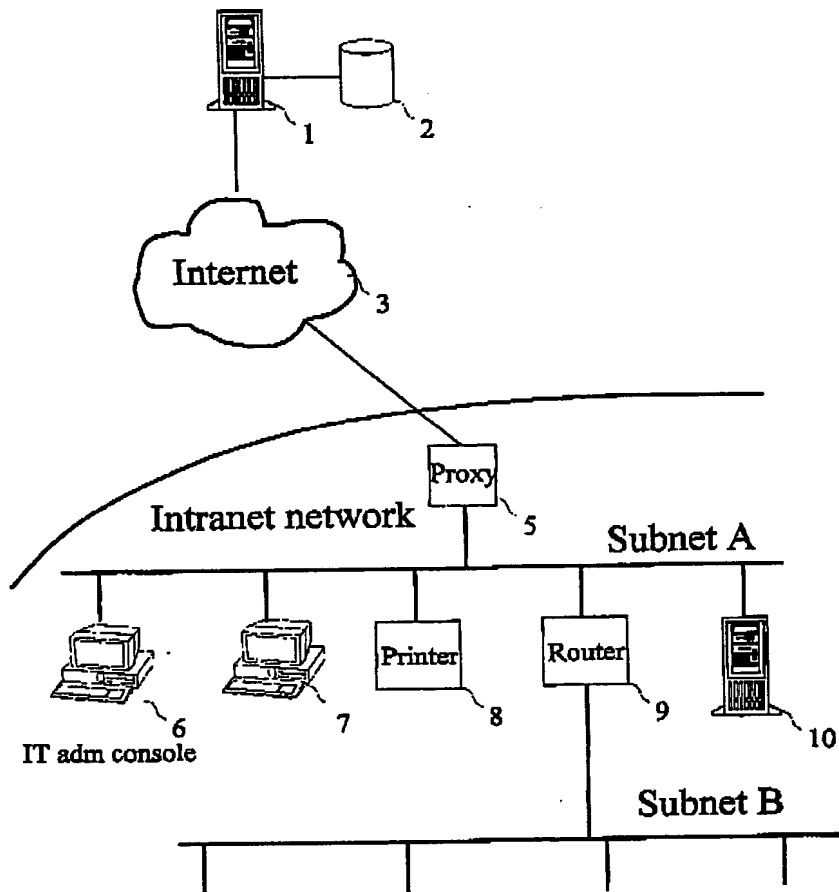 1
2
Internet
3
Proxy
5
Intranet network
Subnet A
Printer
Router
6
7
8
9
10
IT adm console
Subnet B